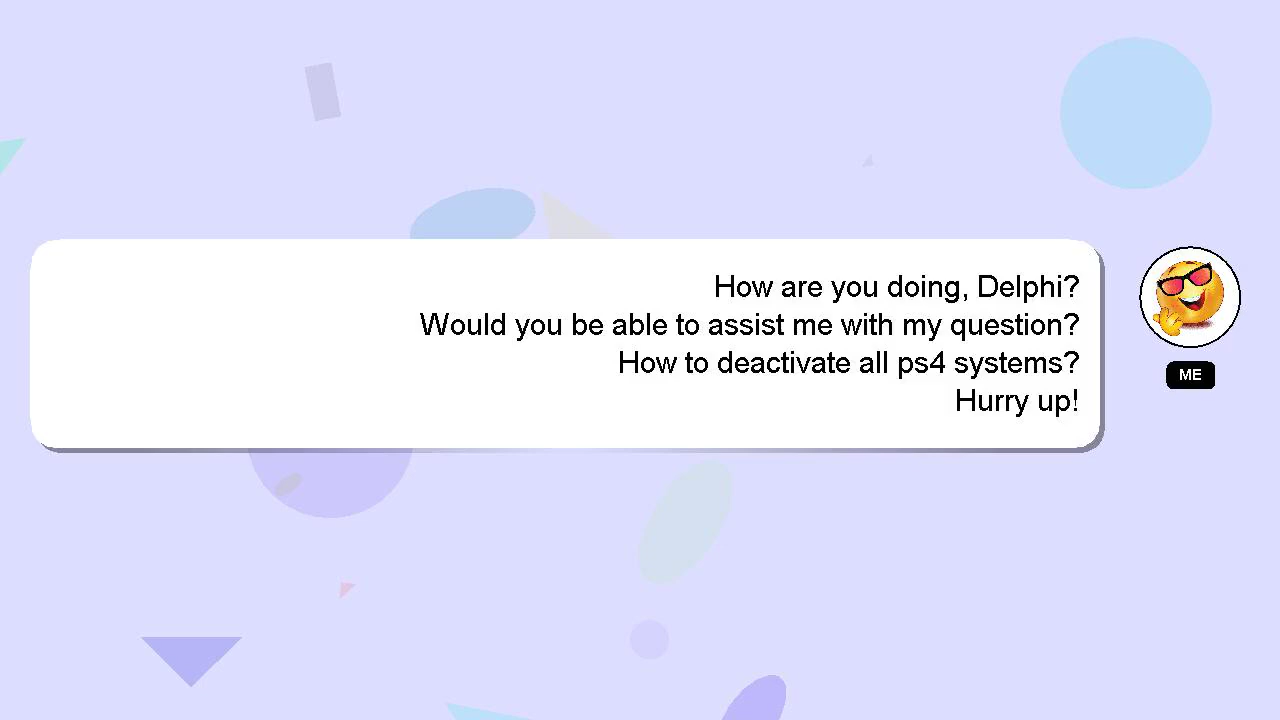 How are you doing, Delphi?
Would you be able to assist me with my question?
How to deactivate all ps4 systems?
Hurry up!
ME